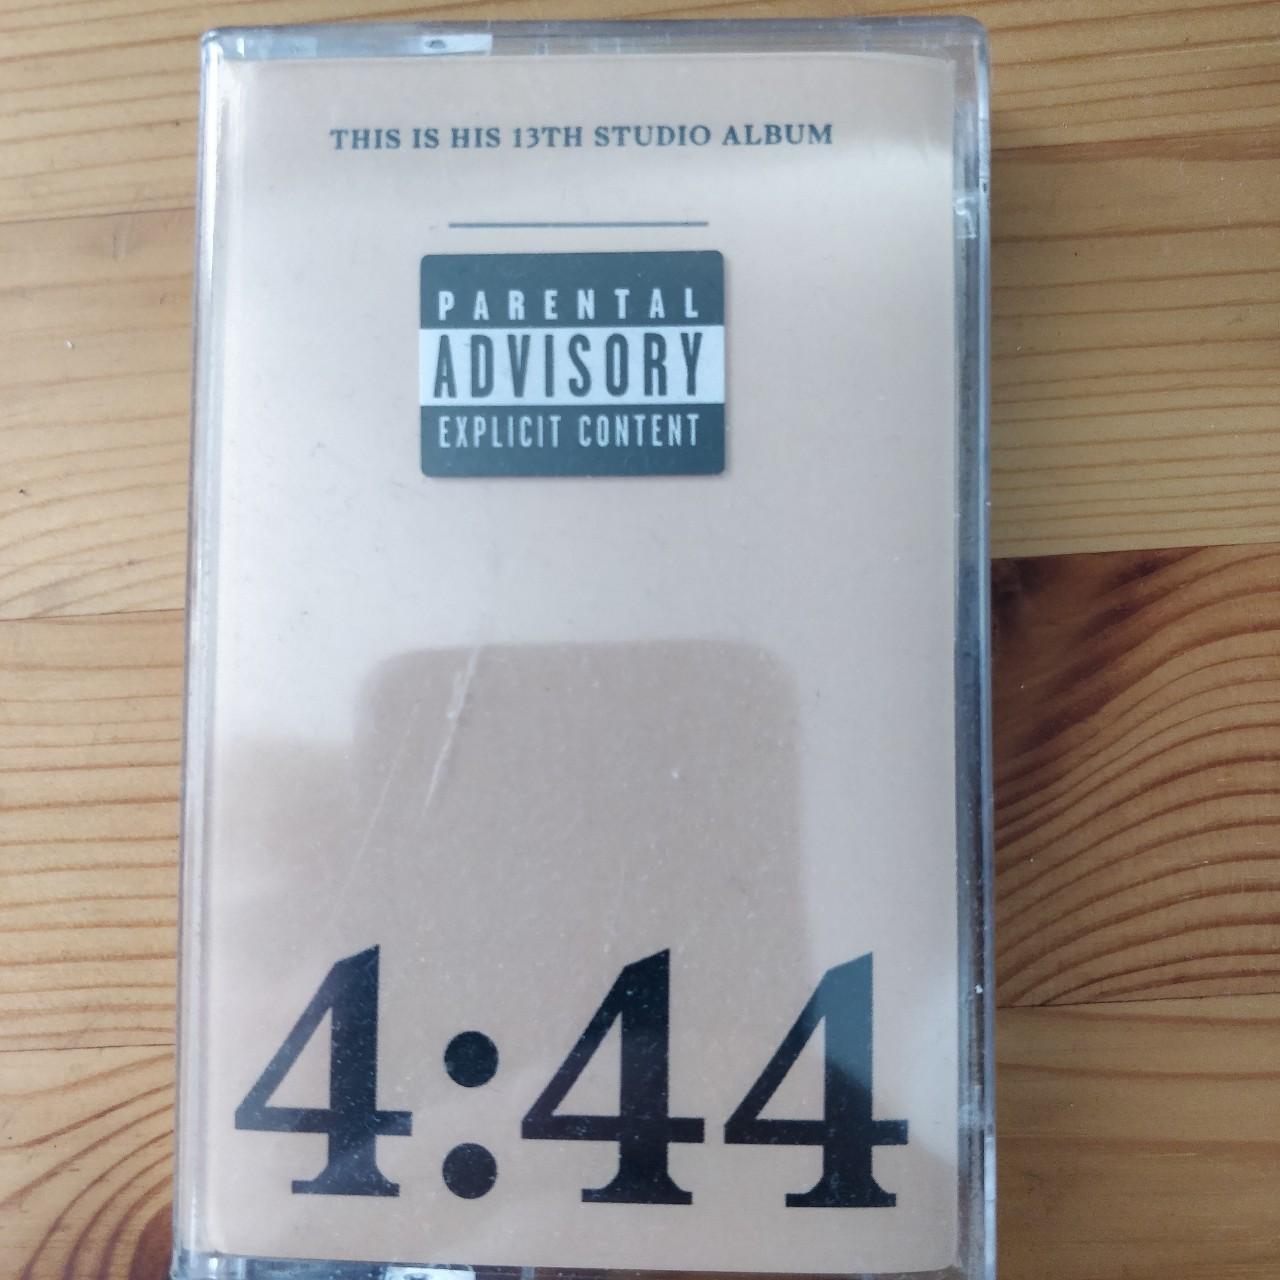 THIS IS HIS 13TH STUDIO ALBUM
PARENTAL
ADVISORY
EXPLICIT CONTENT
4:44